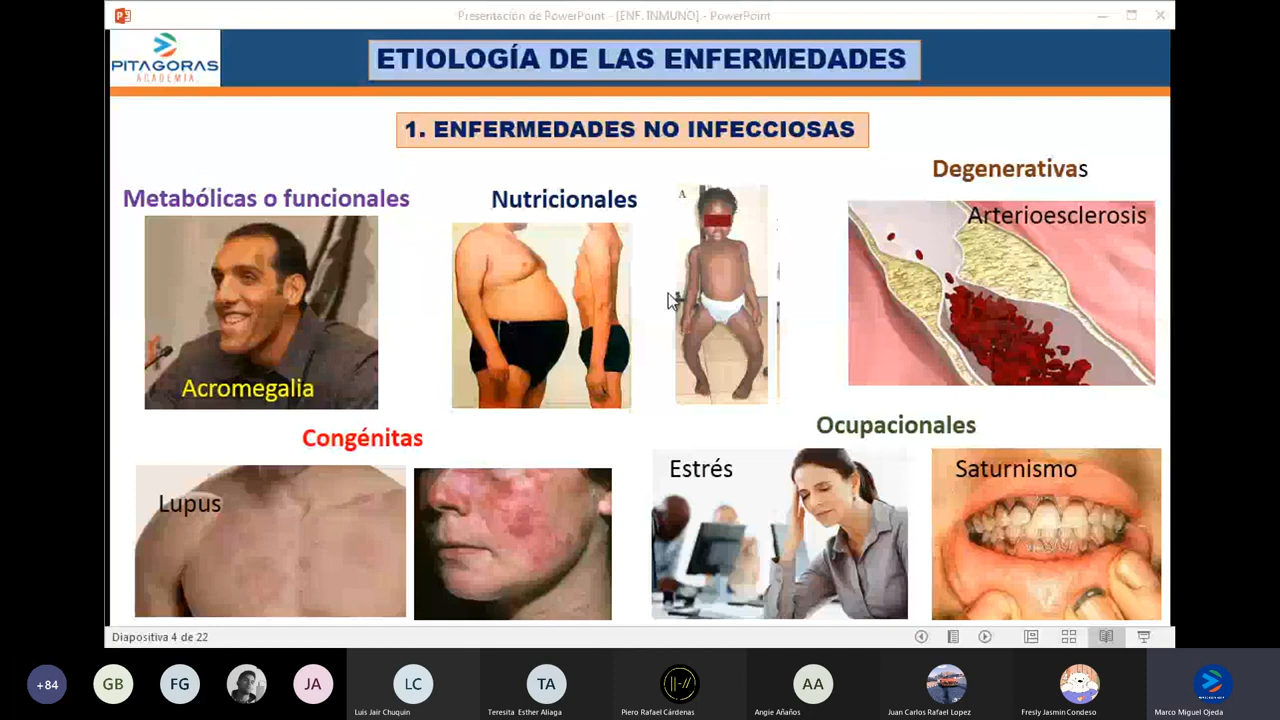 Presentación de PowerPoint - [ENF. INMUNO] - PowerPoint
PITAGORAS
ACADEMIA
ETIOLOGÍA DE LAS ENFERMEDADES
1. ENFERMEDADES NO INFECCIOSAS
Metabólicas o funcionales
Nutricionales
Degenerativas
A
Arterioesclerosis
Acromegalia
Congénitas
Ocupacionales
Lupus
Estrés
Saturnismo
Diapositiva 4 de 22
+84
GB
FG
JA
LC
TA
AA
Luis Jair Chuquin
Teresita Esther Aliaga
Piero Rafael Cárdenas
Angie Añaños
Juan Carlos Rafael Lopez
Fresly Jasmin Condeso
Marco Miguel Ojeda